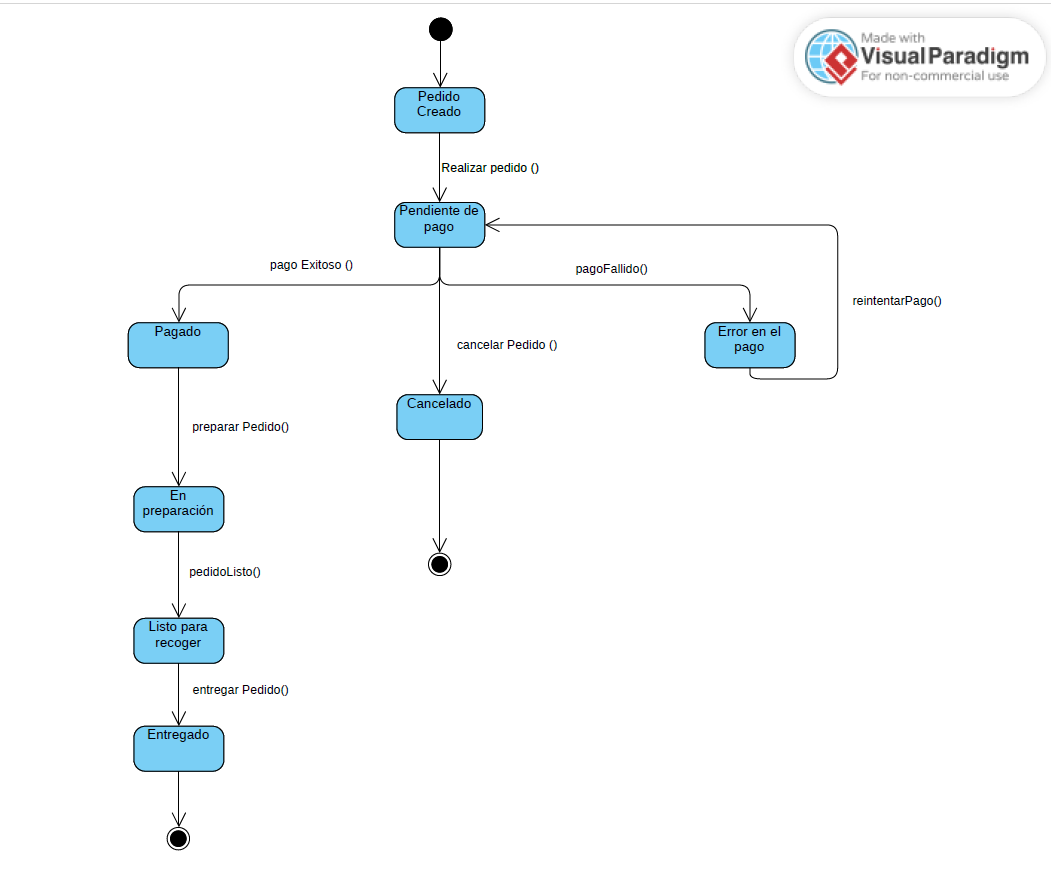 Made with
Visual Paradigm
For non-commercial use
Pedido
Creado
Realizar pedido ()
Pendiente de
pago
pago Exitoso ()
pagoFallido()
reintentarPago()
Pagado
Error en el
pago
cancelar Pedido ()
Cancelado
preparar Pedido()
En
preparación
pedidoListo()
Listo para
recoger
entregar Pedido()
Entregado